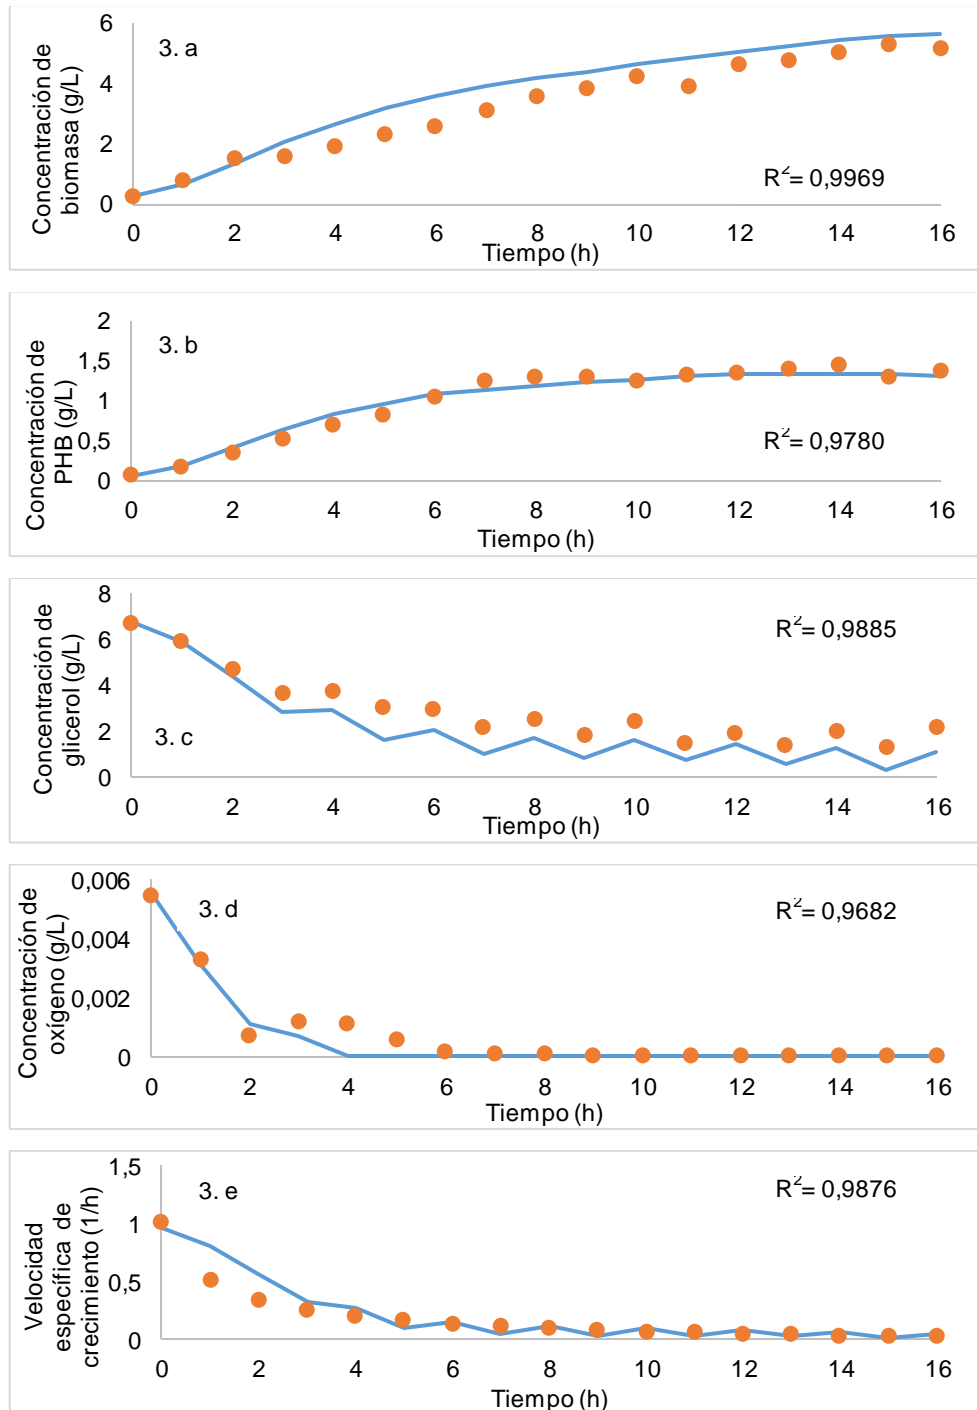 6
3. a
4
2
0
Concentración de
biomasa (g/L)
R²= 0,9969
0 2 4 6 8 10 12 14 16
Tiempo (h)
2
3. b
1,5
1
0,5
0
Concentración de
PHB (g/L)
R²= 0,9780
0 2 4 6 8 10 12 14 16
Tiempo (h)
8
6
4
2
0
Concentración de
glicerol (g/L)
R²= 0,9885
3. c
0 2 4 6 8 10 12 14 16
Tiempo (h)
0,006
0,004
0,002
0
Concentración de
oxígeno (g/L)
3. d
R²= 0,9682
0 2 4 6 8 10 12 14 16
Tiempo (h)
1,5
1
0,5
0
Velocidad
específica de
crecimiento (1/h)
3. e
R²= 0,9876
0 2 4 6 8 10 12 14 16
Tiempo (h)